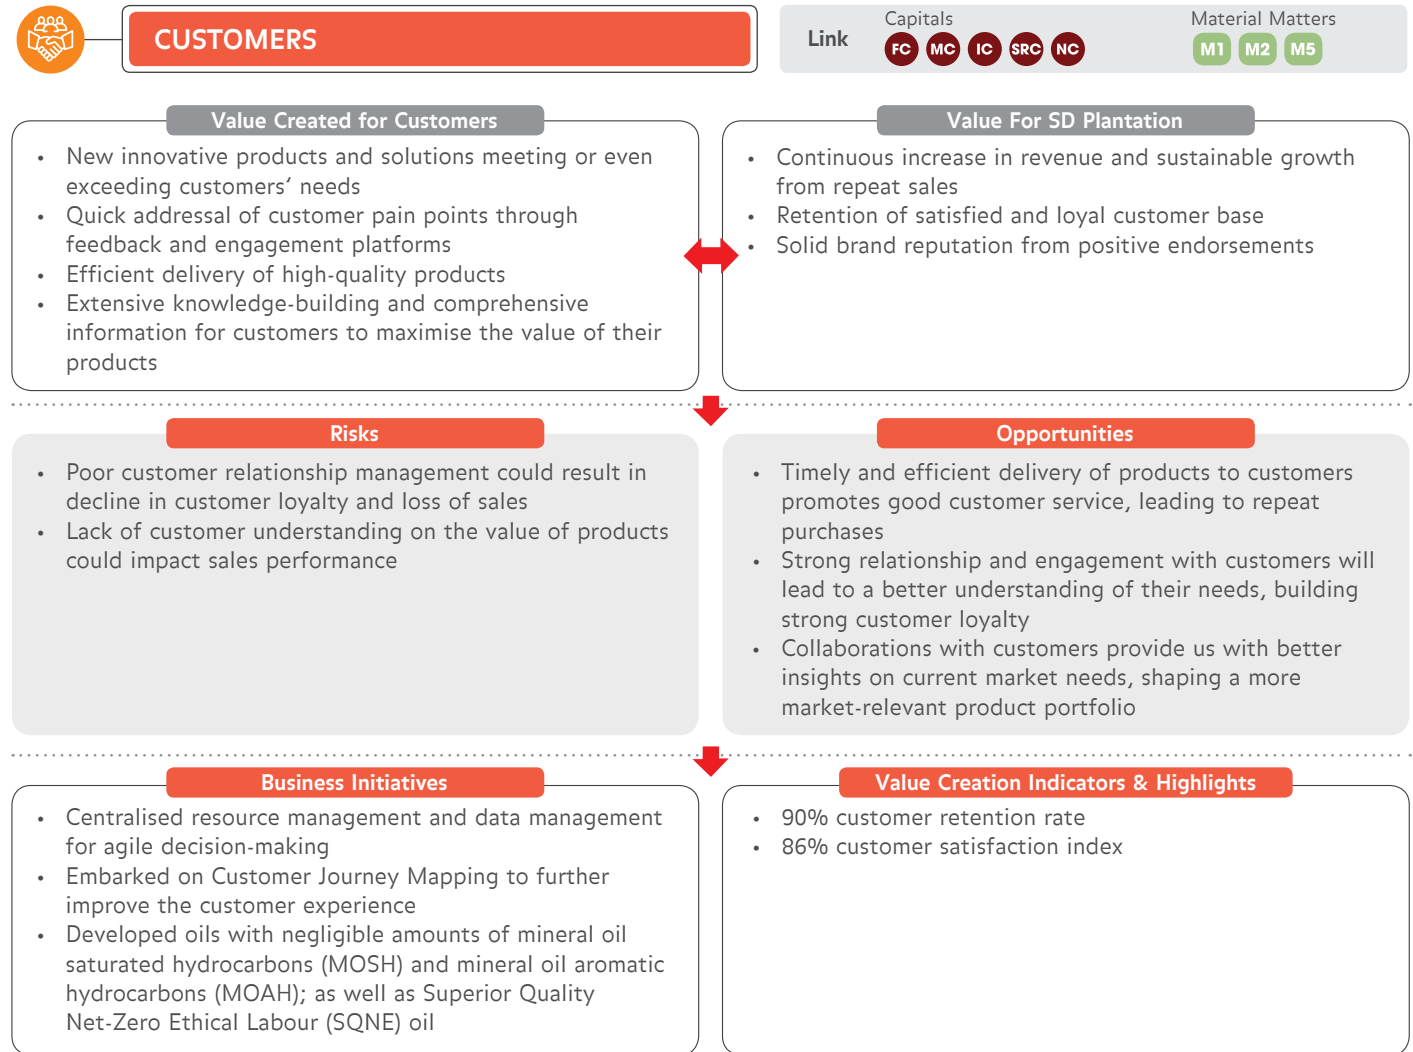 CUSTOMERS
Link
Capitals
FC MC IC SRC NC
Material Matters
M1 M2 M5
Value Created for Customers
• New innovative products and solutions meeting or even
exceeding customers’ needs
• Quick addressal of customer pain points through
feedback and engagement platforms
• Efficient delivery of high-quality products
• Extensive knowledge-building and comprehensive
information for customers to maximise the value of their
products
Value For SD Plantation
• Continuous increase in revenue and sustainable growth
from repeat sales
• Retention of satisfied and loyal customer base
• Solid brand reputation from positive endorsements
Risks
• Poor customer relationship management could result in
decline in customer loyalty and loss of sales
• Lack of customer understanding on the value of products
could impact sales performance
Opportunities
• Timely and efficient delivery of products to customers
promotes good customer service, leading to repeat
purchases
• Strong relationship and engagement with customers will
lead to a better understanding of their needs, building
strong customer loyalty
• Collaborations with customers provide us with better
insights on current market needs, shaping a more
market-relevant product portfolio
Business Initiatives
• Centralised resource management and data management
for agile decision-making
• Embarked on Customer Journey Mapping to further
improve the customer experience
• Developed oils with negligible amounts of mineral oil
saturated hydrocarbons (MOSH) and mineral oil aromatic
hydrocarbons (MOAH); as well as Superior Quality
Net-Zero Ethical Labour (SQNE) oil
Value Creation Indicators & Highlights
• 90% customer retention rate
• 86% customer satisfaction index